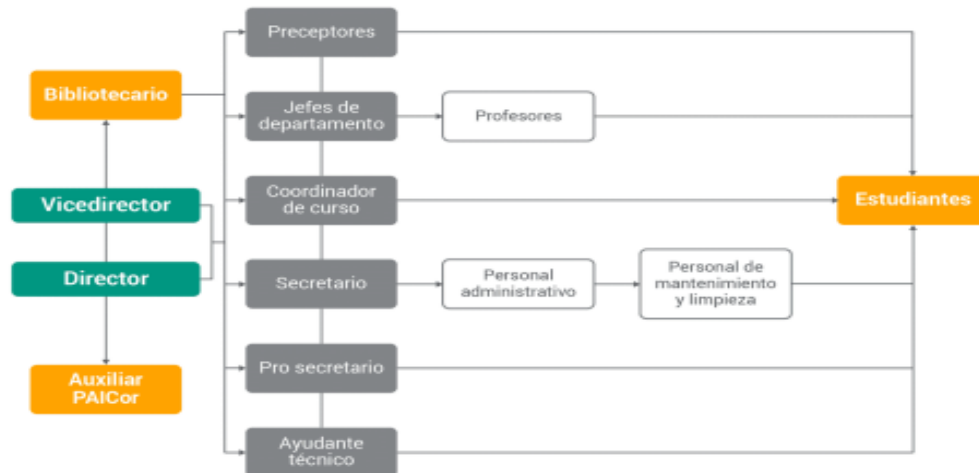 Preceptores
Bibliotecario
Jefes de
departamento
Profesores
Vicedirector
Coordinador
de curso
Estudiantes
Director
Secretario
Personal
administrativo
Personal de
mantenimiento
y limpieza
Auxiliar
PAICor
Pro secretario
Ayudante
técnico